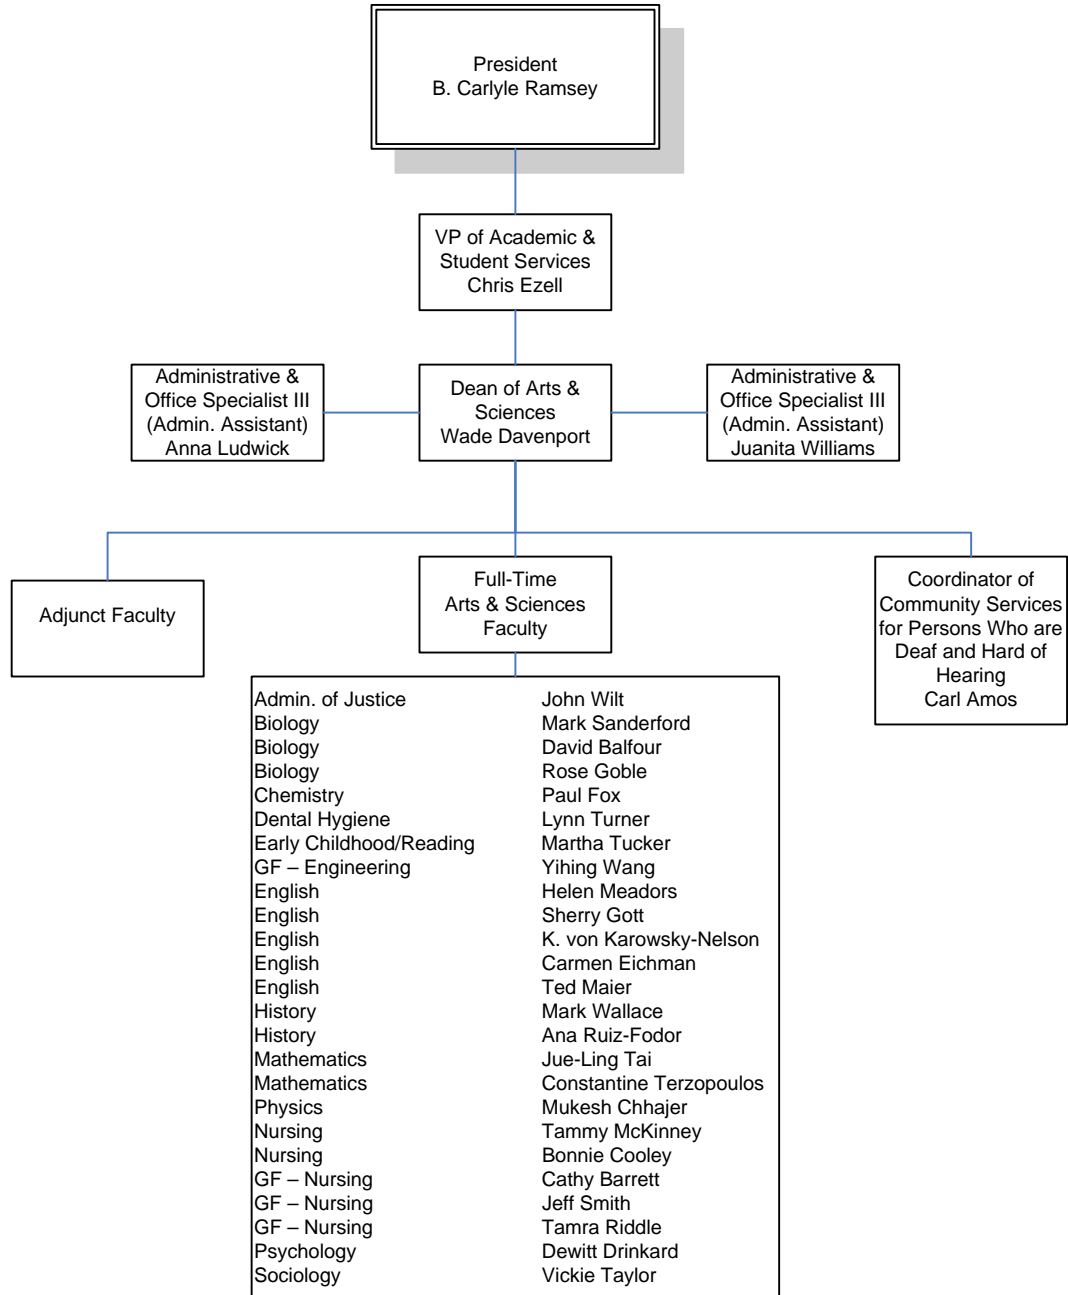 President
B. Carlyle Ramsey
VP of Academic &
Student Services
Chris Ezell
Administrative &
Office Specialist III
(Admin. Assistant)
Anna Ludwick
Dean of Arts &
Sciences
Wade Davenport
Administrative &
Office Specialist III
(Admin. Assistant)
Juanita Williams
Adjunct Faculty
Full-Time
Arts & Sciences
Faculty
Coordinator of
Community Services
for Persons Who are
Deaf and Hard of
Hearing
Carl Amos
Admin. of Justice John Wilt
Biology Mark Sanderford
Biology David Balfour
Biology Rose Goble
Chemistry Paul Fox
Dental Hygiene Lynn Turner
Early Childhood/Reading Martha Tucker
GF – Engineering Yihing Wang
English Helen Meadors
English Sherry Gott
English K. von Karowsky-Nelson
English Carmen Eichman
English Ted Maier
History Mark Wallace
History Ana Ruiz-Fodor
Mathematics Jue-Ling Tai
Mathematics Constantine Terzopoulos
Physics Mukesh Chhajer
Nursing Tammy McKinney
Nursing Bonnie Cooley
GF – Nursing Cathy Barrett
GF – Nursing Jeff Smith
GF – Nursing Tamra Riddle
Psychology Dewitt Drinkard
Sociology Vickie Taylor